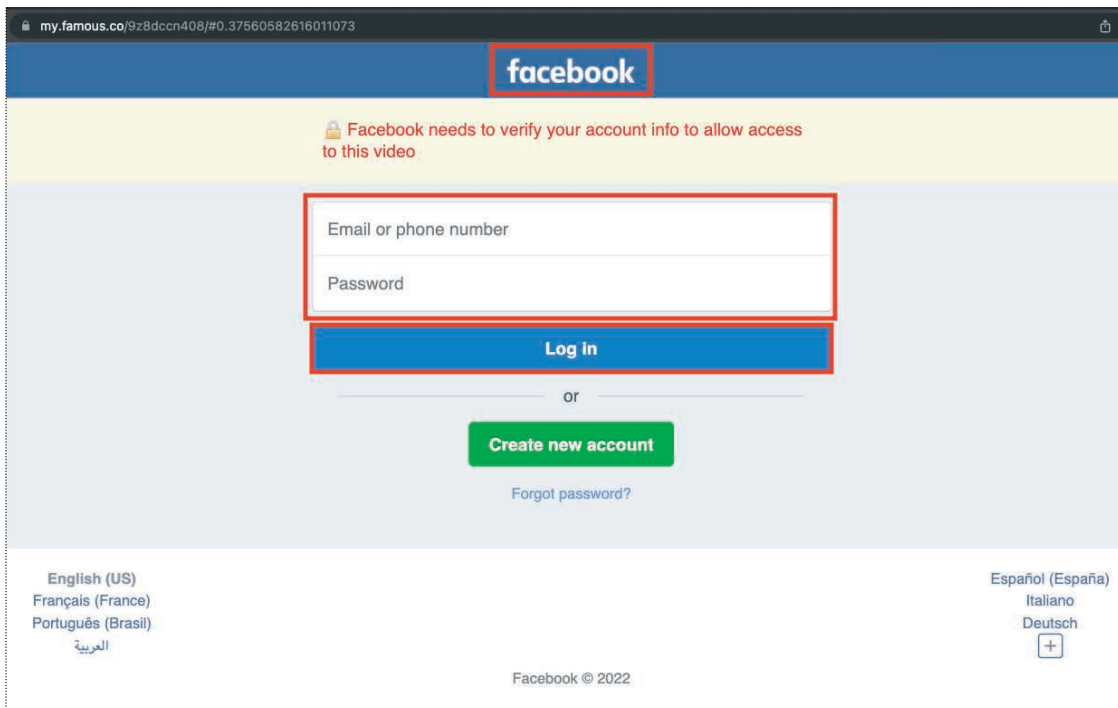 my.famous.co/9z8dccn408/#0.37560582616011073
facebook
Facebook needs to verify your account info to allow access
to this video
Email or phone number
Password
Log in
or
Create new account
Forgot password?
English (US)
Français (France)
Português (Brasil)
العربية
Español (España)
Italiano
Deutsch
Facebook © 2022